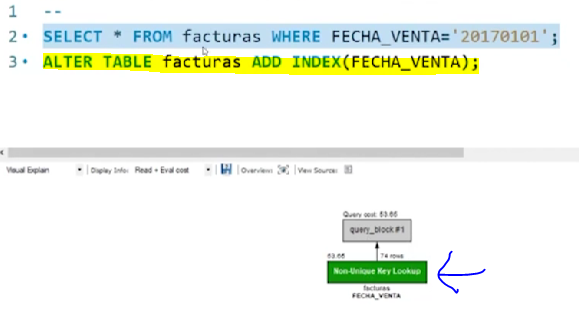 1 --
2 SELECT * FROM facturas WHERE FECHA_VENTA='20170101';
3 ALTER TABLE facturas ADD INDEX(FECHA_VENTA);
Visual Explain Display Info: Read + Eval cost Overview: View Source:
Query cost: 53.65
query_block #1
53.65 74 rows
Non-Unique Key Lookup
facturas
FECHA_VENTA